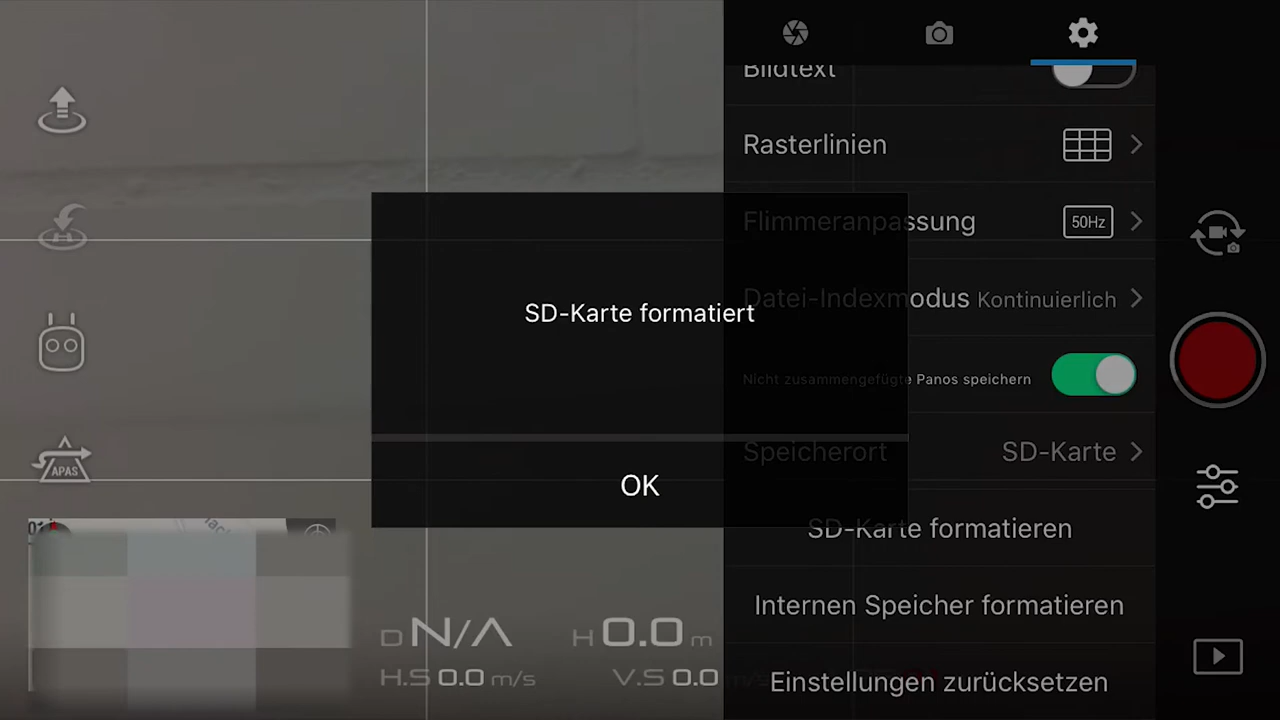 Bildtext
Rasterlinien
Flimmeranpassung 50Hz
Datei-Indexmodus Kontinuierlich
Nicht zusammengefügte Panos speichern
Speicherort SD-Karte
SD-Karte formatieren
Internen Speicher formatieren
Einstellungen zurücksetzen
SD-Karte formatiert
OK
APAS
01
D N/A H 0.0 m
H.S 0.0 m/s V.S 0.0 m/s